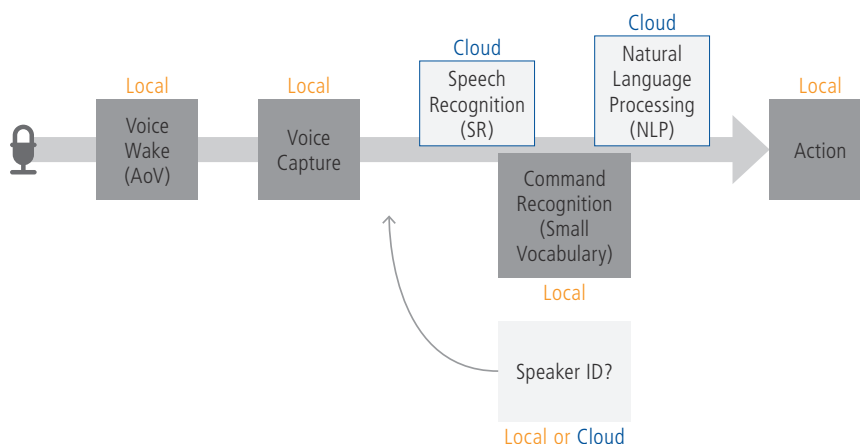 Local
Voice
Wake
(AoV)
Local
Voice
Capture
Cloud
Speech
Recognition
(SR)
Cloud
Natural
Language
Processing
(NLP)
Command
Recognition
(Small
Vocabulary)
Local
Local
Action
Speaker ID?
Local or Cloud